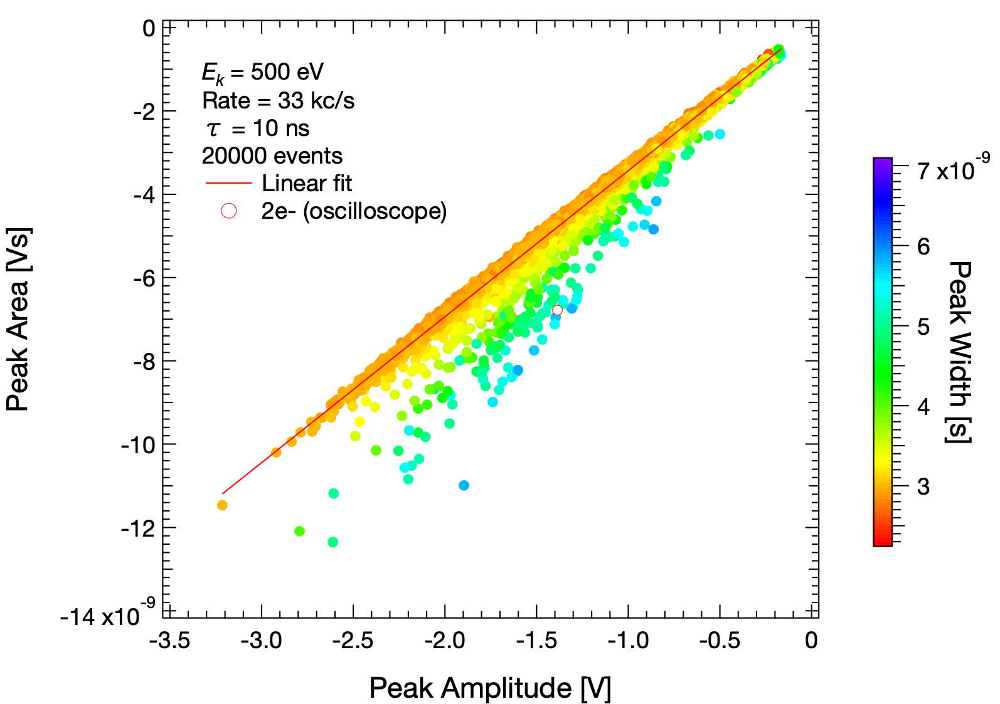 0
-2
-4
-6
-8
-10
-12
-14 x10-9
Peak Area [Vs]
Ek = 500 eV
Rate = 33 kc/s
τ = 10 ns
20000 events
Linear fit
2e- (oscilloscope)
-3.5 -3.0 -2.5 -2.0 -1.5 -1.0 -0.5 0
Peak Amplitude [V]
7 x10-9
6
5
4
3
Peak Width [s]